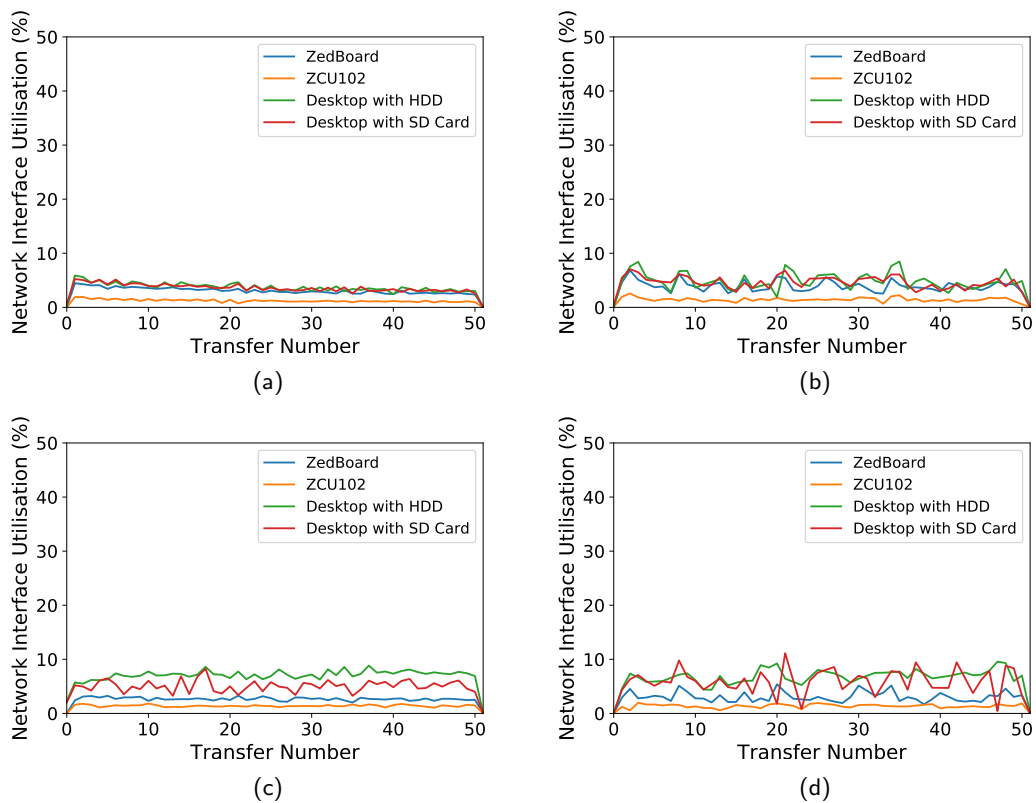 Network Interface Utilisation (%)
50
40
30
20
10
0
ZedBoard
ZCU102
Desktop with HDD
Desktop with SD Card
0 10 20 30 40 50
Transfer Number
(a)
Network Interface Utilisation (%)
50
40
30
20
10
0
ZedBoard
ZCU102
Desktop with HDD
Desktop with SD Card
0 10 20 30 40 50
Transfer Number
(b)
Network Interface Utilisation (%)
50
40
30
20
10
0
ZedBoard
ZCU102
Desktop with HDD
Desktop with SD Card
0 10 20 30 40 50
Transfer Number
(c)
Network Interface Utilisation (%)
50
40
30
20
10
0
ZedBoard
ZCU102
Desktop with HDD
Desktop with SD Card
0 10 20 30 40 50
Transfer Number
(d)